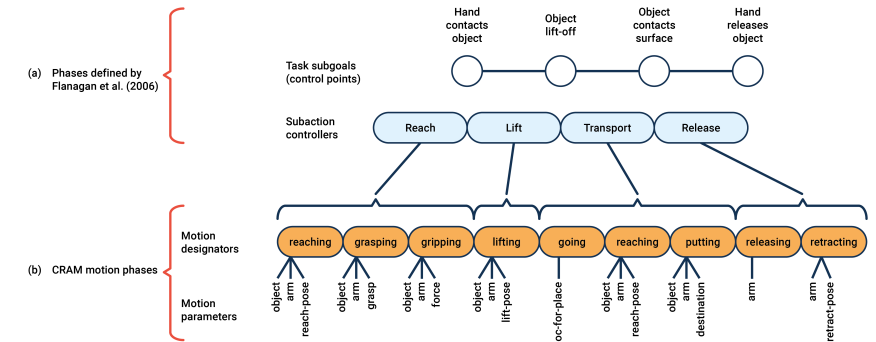 Hand
contacts
object
Object
lift-off
Object
contacts
surface
Hand
releases
object
(a) Phases defined by
Flanagan et al. (2006)
Task subgoals
(control points)
Subaction
controllers
Reach Lift Transport Release
(b) CRAM motion phases
Motion
designators
reaching grasping gripping lifting going reaching putting releasing retracting
Motion
parameters
object arm reach-pose
object arm grasp
object arm force
object arm lift-pose
oc-for-place
object arm reach-pose
object arm destination
arm
arm retract-pose